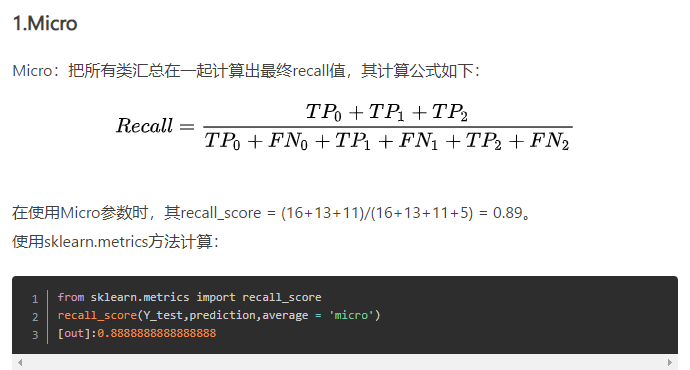 1.Micro
Micro：把所有类汇总在一起计算出最终recall值，其计算公式如下：
Recall = \frac{TP_0 + TP_1 + TP_2}{TP_0 + FN_0 + TP_1 + FN_1 + TP_2 + FN_2}
在使用Micro参数时，其recall_score = (16+13+11)/(16+13+11+5) = 0.89。
使用sklearn.metrics方法计算：
1 from sklearn.metrics import recall_score
2 recall_score(Y_test,prediction,average = 'micro')
3 [out]:0.8888888888888888